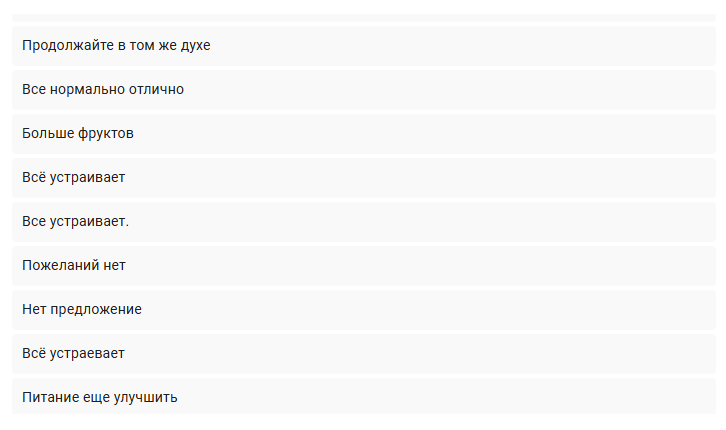 Продолжайте в том же духе
Все нормально отлично
Больше фруктов
Всё устраивает
Все устраивает.
Пожеланий нет
Нет предложение
Всё устраевает
Питание еще улучшить